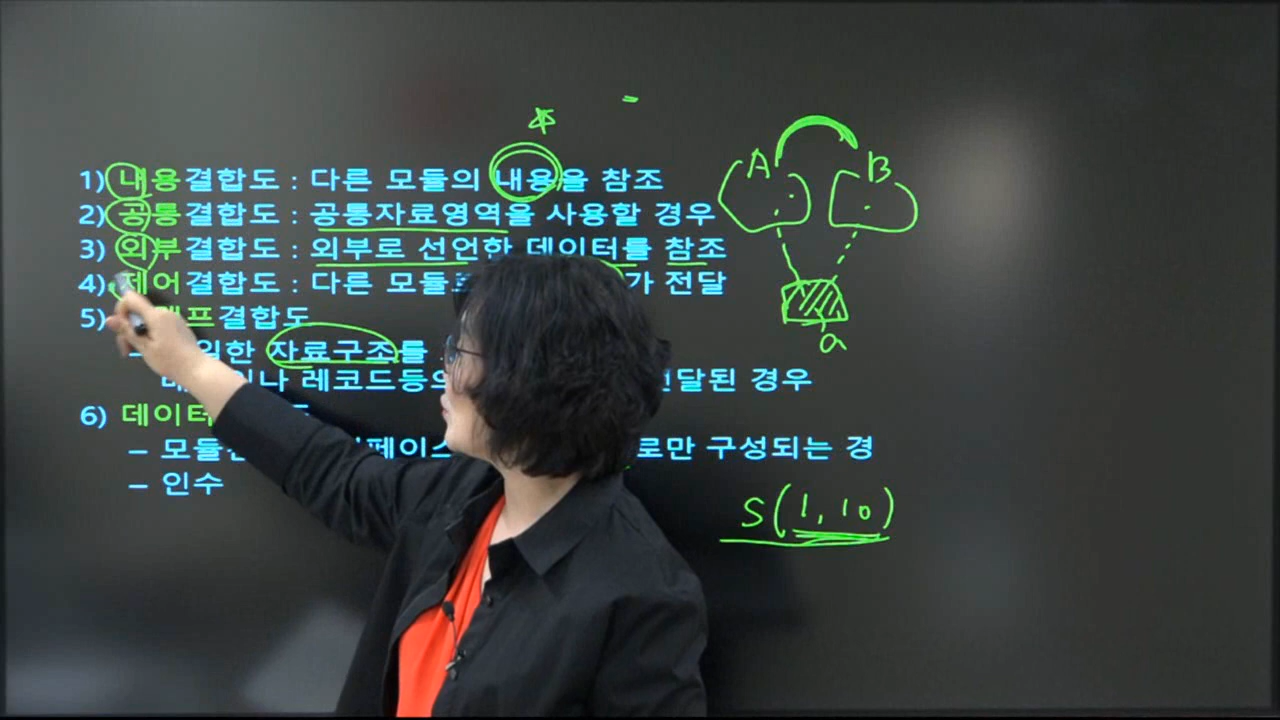 1) 내용결합도 : 다른 모듈의 내용을 참조
2) 공통결합도 : 공통자료영역을 사용할 경우
3) 외부결합도 : 외부로 선언한 데이터를 참조
4) 제어결합도 : 다른 모듈로 가 전달
5) 결합도
– 자료구조를
레코드등의 전달된 경우
6) 데이터
– 모듈간 로만 구성되는 경
– 인수
A B
a
S(1, 10)